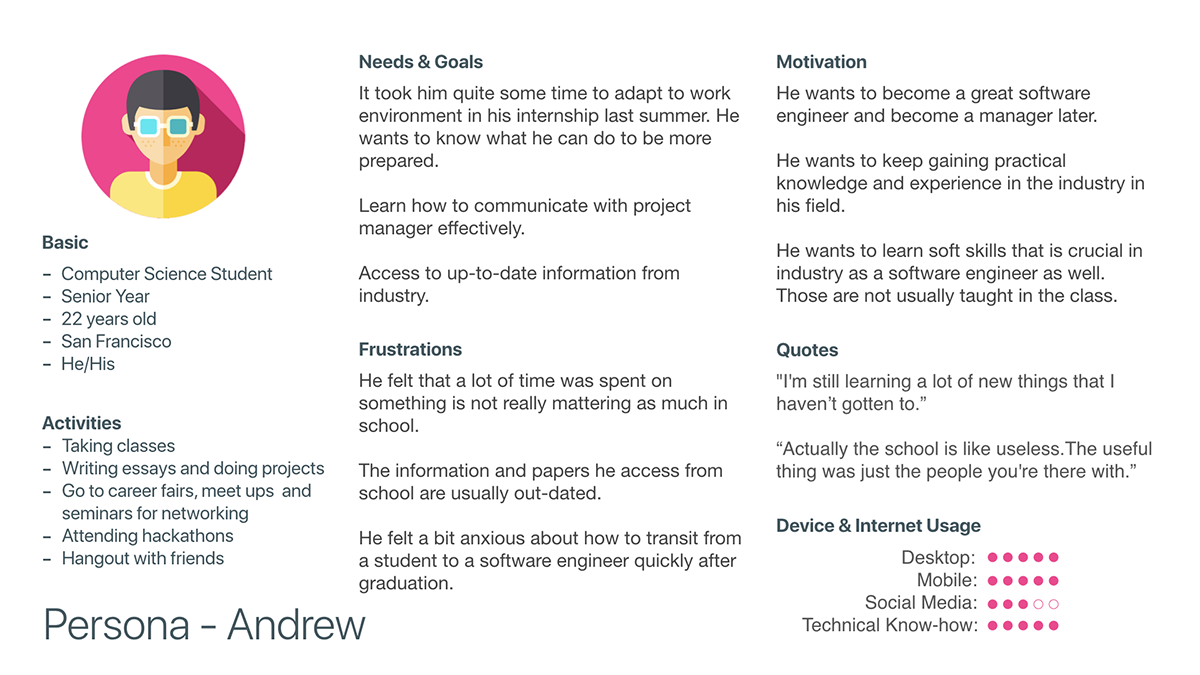 Basic
- Computer Science Student
- Senior Year
- 22 years old
- San Francisco
- He/His
Activities
- Taking classes
- Writing essays and doing projects
- Go to career fairs, meet ups  and
seminars for networking
- Attending hackathons
- Hangout with friends
Persona - Andrew
Needs & Goals
It took him quite some time to adapt to work
environment in his internship last summer. He
wants to know what he can do to be more
prepared.
Learn how to communicate with project
manager effectively.
Access to up-to-date information from
industry.
Frustrations
He felt that a lot of time was spent on
something is not really mattering as much in
school.
The information and papers he access from
school are usually out-dated.
He felt a bit anxious about how to transit from
a student to a software engineer quickly after
graduation.
Motivation
He wants to become a great software
engineer and become a manager later.
He wants to keep gaining practical
knowledge and experience in the industry in
his field.
He wants to learn soft skills that is crucial in
industry as a software engineer as well.
Those are not usually taught in the class.
Quotes
"I'm still learning a lot of new things that I
haven’t gotten to.”
“Actually the school is like useless.The useful
thing was just the people you're there with.”
Device & Internet Usage
Desktop:
Mobile:
Social Media:
Technical Know-how: